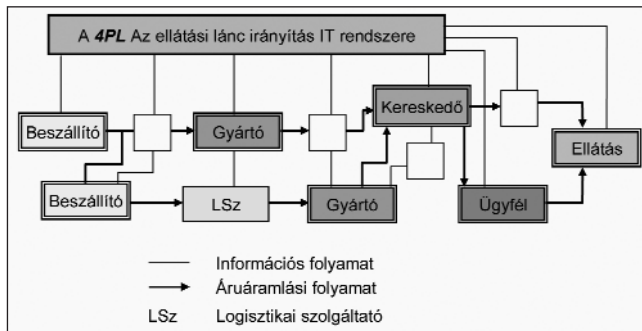 A 4PL Az ellátási lánc irányítás IT rendszere
Kereskedő
Beszállító
Gyártó
Ellátás
Beszállító
LSz
Gyártó
Ügyfél
Információs folyamat
Áruáramlási folyamat
LSz Logisztikai szolgáltató